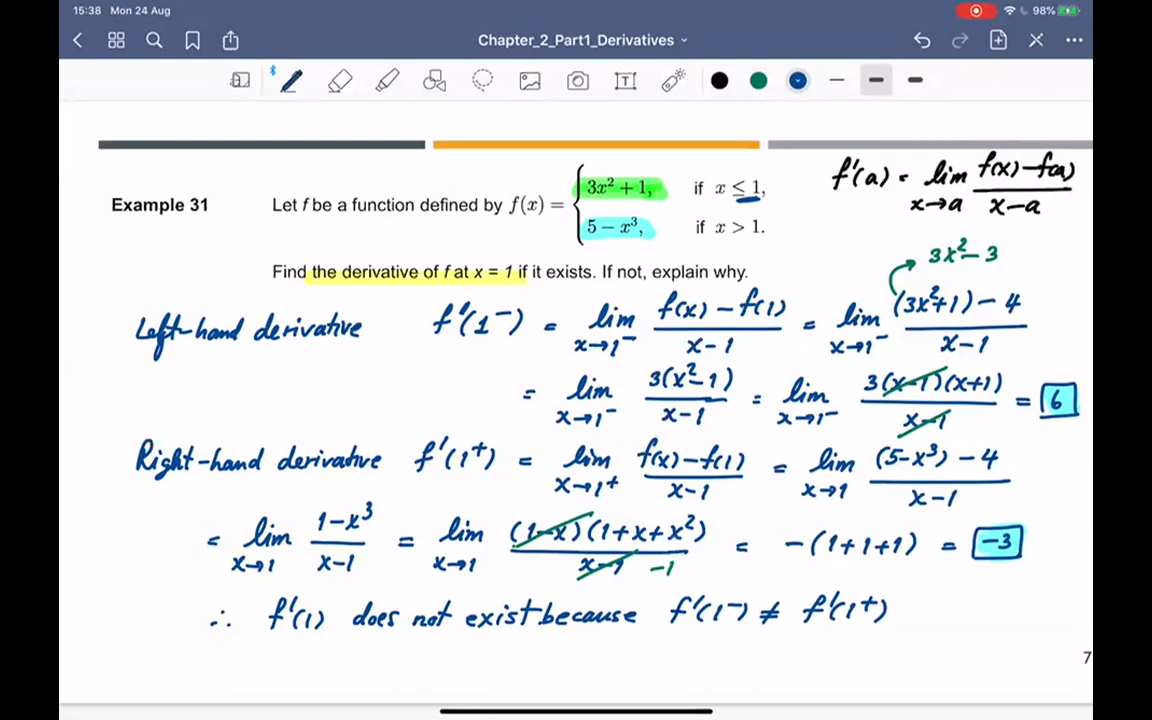 15:38 Mon 24 Aug
98%
Chapter_2_Part1_Derivatives
f'(a) = lim x→a (f(x) – f(a))/(x – a)
Example 31 Let f be a function defined by f(x) = { 3x² + 1, if x ≤ 1,
5 − x³, if x > 1.
Find the derivative of f at x = 1 if it exists. If not, explain why.
3x² – 3
Left-hand derivative f'(1⁻) = lim x→1⁻ (f(x) – f(1))/(x – 1) = lim x→1⁻ ((3x²+1) – 4)/(x – 1)
= lim x→1⁻ 3(x² – 1)/(x – 1) = lim x→1⁻ 3(x–1)(x+1)/(x–1) = 6
Right-hand derivative f'(1⁺) = lim x→1⁺ (f(x) – f(1))/(x – 1) = lim x→1 ((5–x³) – 4)/(x – 1)
= lim x→1 (1–x³)/(x–1) = lim x→1 (1–x)(1+x+x²)/(x–1) –1 = –(1+1+1) = –3
∴ f'(1) does not exist because f'(1⁻) ≠ f'(1⁺)
7